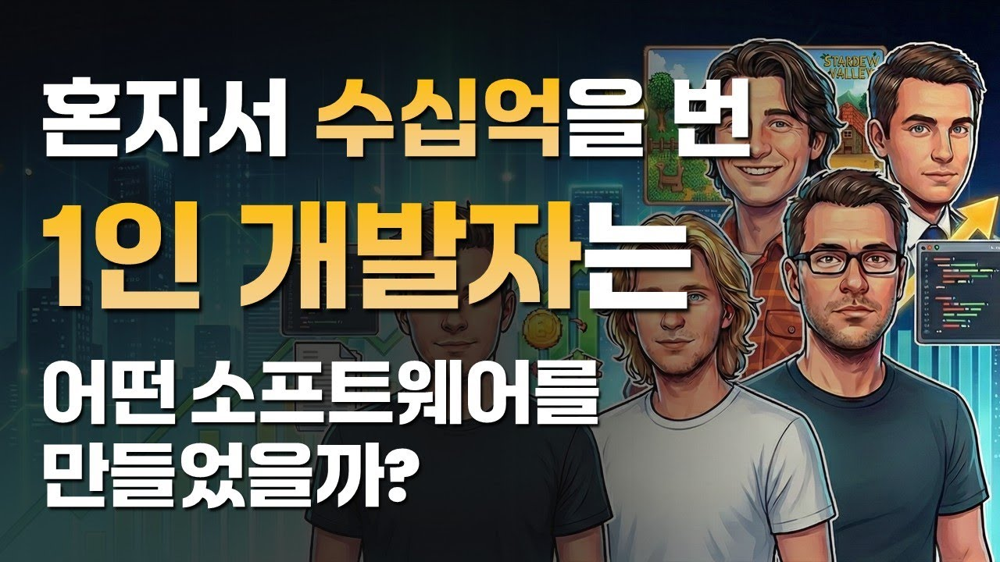 혼자서 수십억을 번
1인 개발자는
어떤 소프트웨어를
만들었을까?
STARDEW
VALLEY